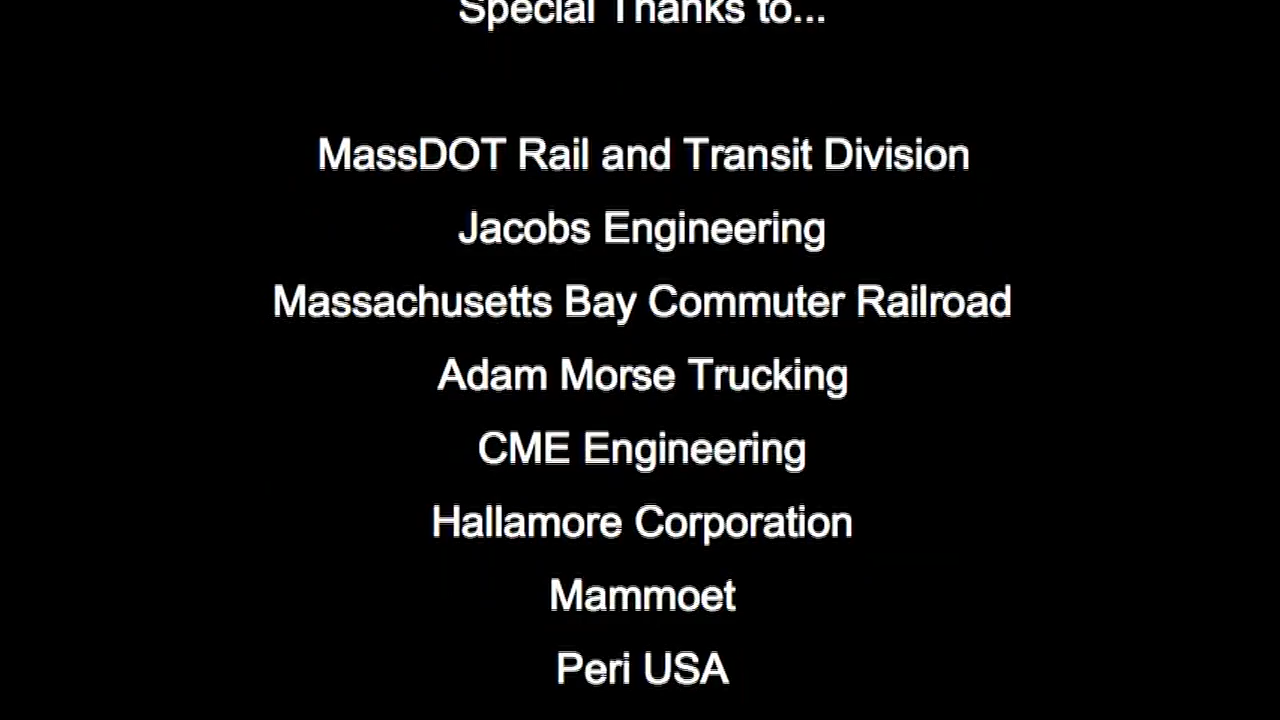 Special Thanks to...
MassDOT Rail and Transit Division
Jacobs Engineering
Massachusetts Bay Commuter Railroad
Adam Morse Trucking
CME Engineering
Hallamore Corporation
Mammoet
Peri USA